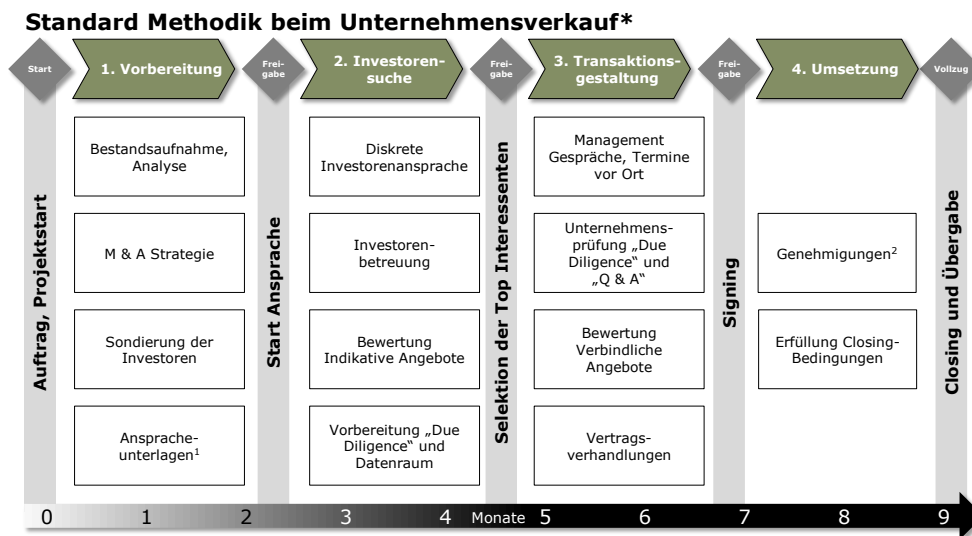 Standard Methodik beim Unternehmensverkauf*
Start
1. Vorbereitung
Frei-
gabe
2. Investoren-
suche
Frei-
gabe
3. Transaktions-
gestaltung
Frei-
gabe
4. Umsetzung
Vollzug
Auftrag, Projektstart
Bestandsaufnahme,
Analyse
M & A Strategie
Sondierung der
Investoren
Ansprache-
unterlagen¹
Start Ansprache
Diskrete
Investorenansprache
Investoren-
betreuung
Bewertung
Indikative Angebote
Vorbereitung „Due
Diligence“ und
Datenraum
Selektion der Top Interessenten
Management
Gespräche, Termine
vor Ort
Unternehmens-
prüfung „Due
Diligence“ und
„Q & A“
Bewertung
Verbindliche
Angebote
Vertrags-
verhandlungen
Signing
Genehmigungen²
Erfüllung Closing-
Bedingungen
Closing und Übergabe
0 1 2 3 4 Monate 5 6 7 8 9